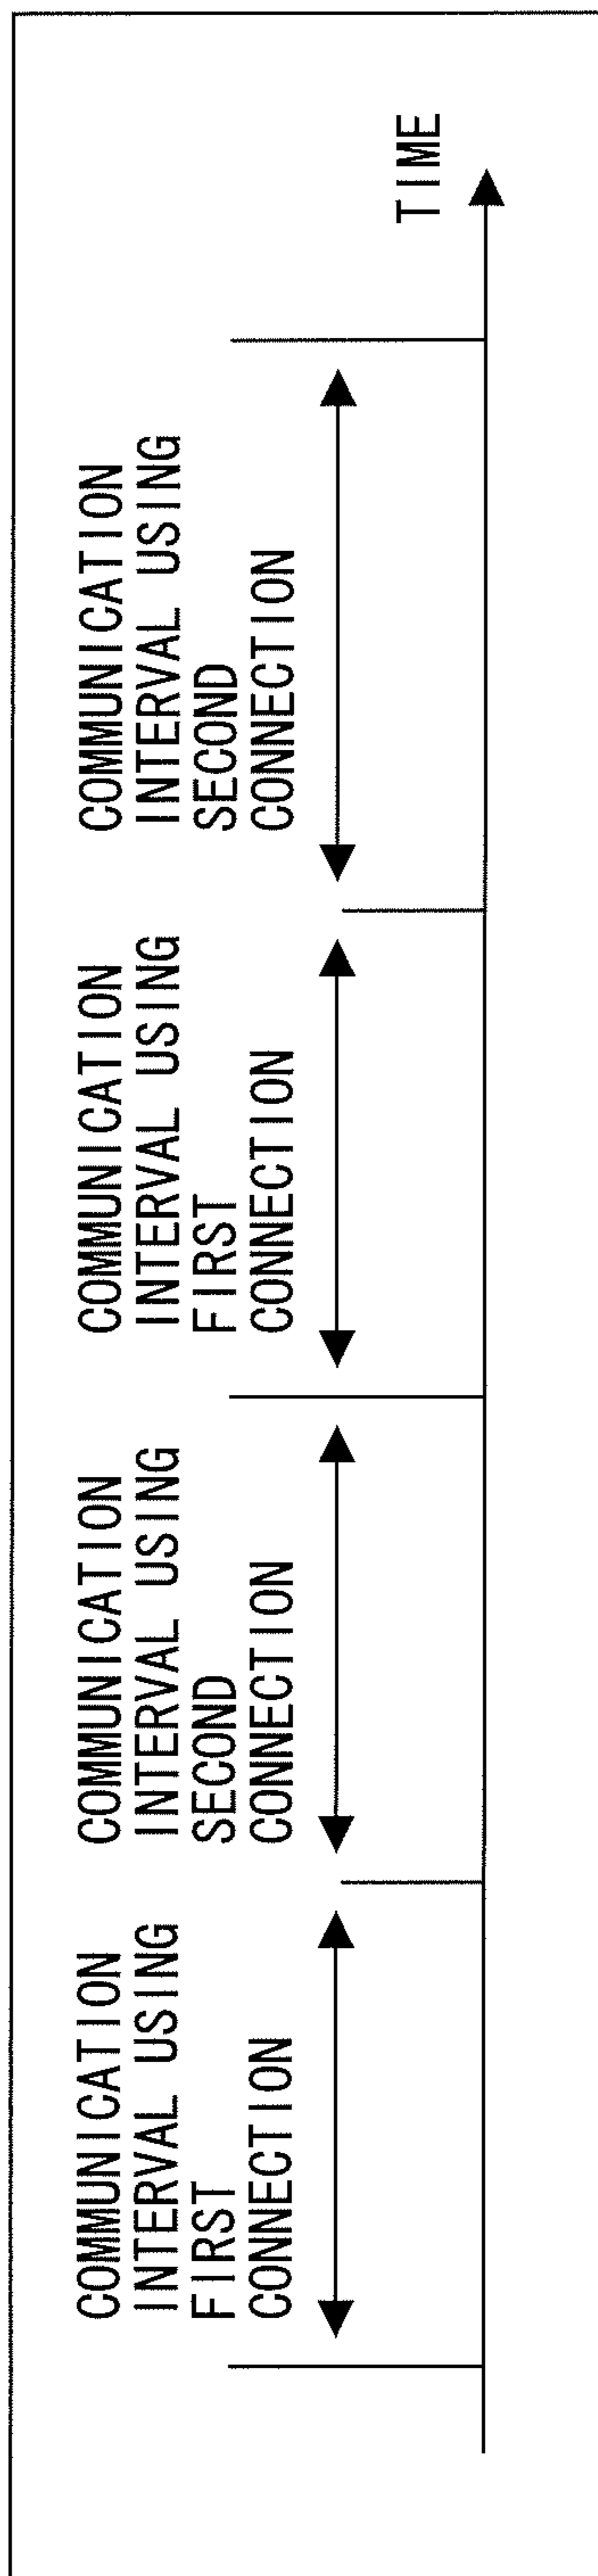 COMMUNICATION
INTERVAL USING
FIRST
CONNECTION
COMMUNICATION
INTERVAL USING
SECOND
CONNECTION
COMMUNICATION
INTERVAL USING
FIRST
CONNECTION
COMMUNICATION
INTERVAL USING
SECOND
CONNECTION
TIME